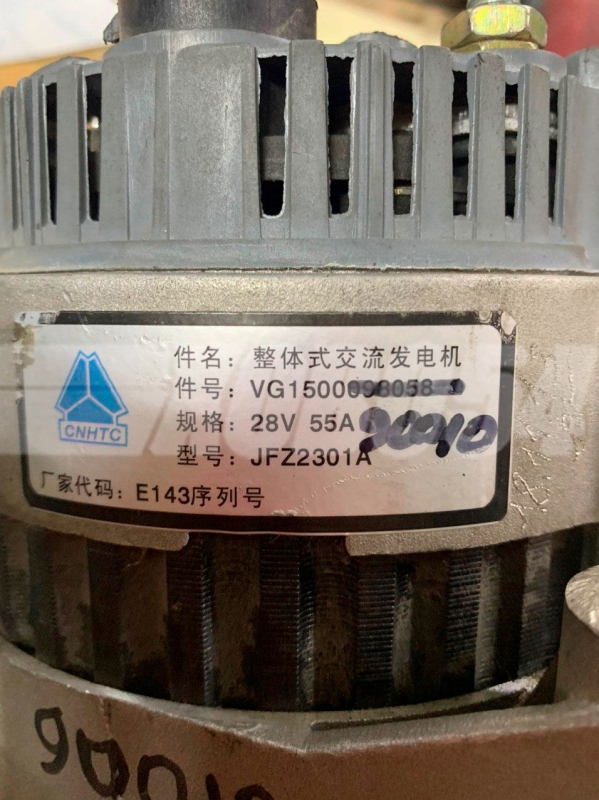 CNHTC
件名：整体式交流发电机
件号：VG1500098058
规格：28V 55A
90010
型号：JFZ2301A
厂家代码：E143序列号